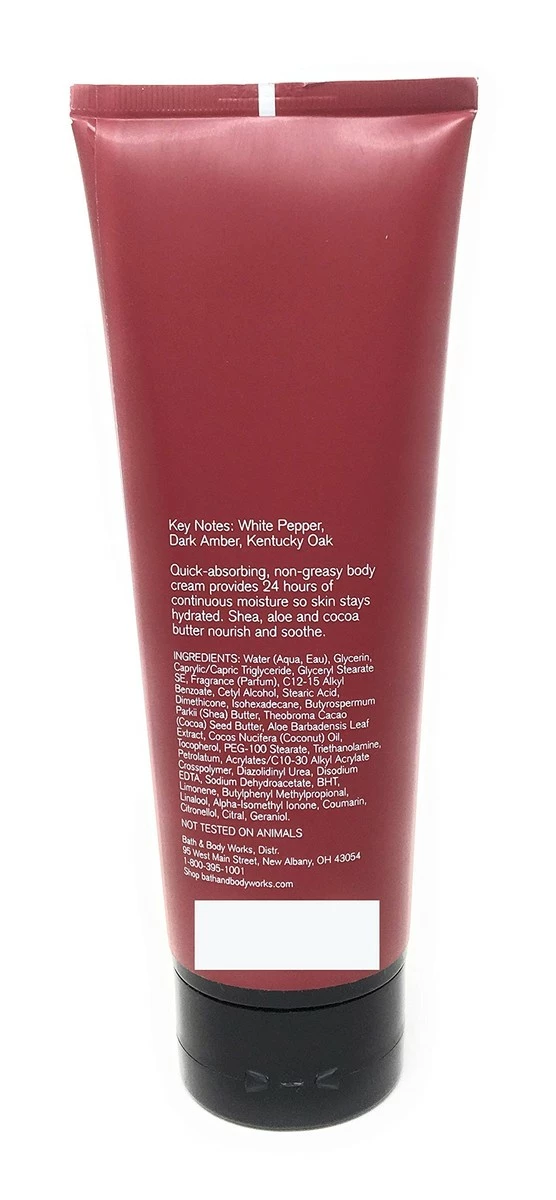 Key Notes: White Pepper,
Dark Amber, Kentucky Oak
Quick-absorbing, non-greasy body
cream provides 24 hours of
continuous moisture so skin stays
hydrated. Shea, aloe and cocoa
butter nourish and soothe.
INGREDIENTS: Water (Aqua, Eau), Glycerin,
Caprylic/Capric Triglyceride, Glyceryl Stearate
SE, Fragrance (Parfum), C12-15 Alkyl
Benzoate, Cetyl Alcohol, Stearic Acid,
Dimethicone, Isohexadecane, Butyrospermum
Parkii (Shea) Butter, Theobroma Cacao
(Cocoa) Seed Butter, Aloe Barbadensis Leaf
Extract, Cocos Nucifera (Coconut) Oil,
Tocopherol, PEG-100 Stearate, Triethanolamine,
Petrolatum, Acrylates/C10-30 Alkyl Acrylate
Crosspolymer, Diazolidinyl Urea, Disodium
EDTA, Sodium Dehydroacetate, BHT,
Limonene, Butylphenyl Methylpropional,
Linalool, Alpha-Isomethyl Ionone, Coumarin,
Citronellol, Citral, Geraniol.
NOT TESTED ON ANIMALS
Bath & Body Works, Distr.
95 West Main Street, New Albany, OH 43054
1-800-395-1001
Shop bathandbodyworks.com